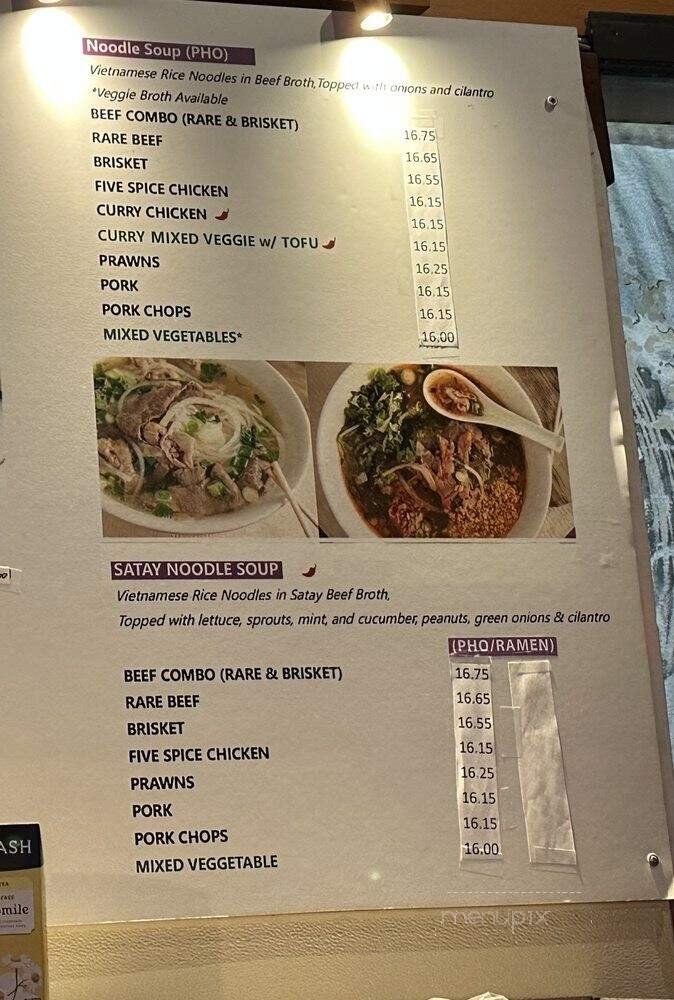 Noodle Soup (PHO)
Vietnamese Rice Noodles in Beef Broth,Topped with onions and cilantro
*Veggie Broth Available
BEEF COMBO (RARE & BRISKET) 16.75
RARE BEEF 16.65
BRISKET 16.55
FIVE SPICE CHICKEN 16.15
CURRY CHICKEN 16.15
CURRY MIXED VEGGIE w/ TOFU 16.15
PRAWNS 16.25
PORK 16.15
PORK CHOPS 16.15
MIXED VEGETABLES* 16.00
SATAY NOODLE SOUP
Vietnamese Rice Noodles in Satay Beef Broth,
Topped with lettuce, sprouts, mint, and cucumber, peanuts, green onions & cilantro
(PHO/RAMEN)
BEEF COMBO (RARE & BRISKET) 16.75
RARE BEEF 16.65
BRISKET 16.55
FIVE SPICE CHICKEN 16.15
PRAWNS 16.25
PORK 16.15
PORK CHOPS 16.15
MIXED VEGGETABLE 16.00
ASH
mile
menupix